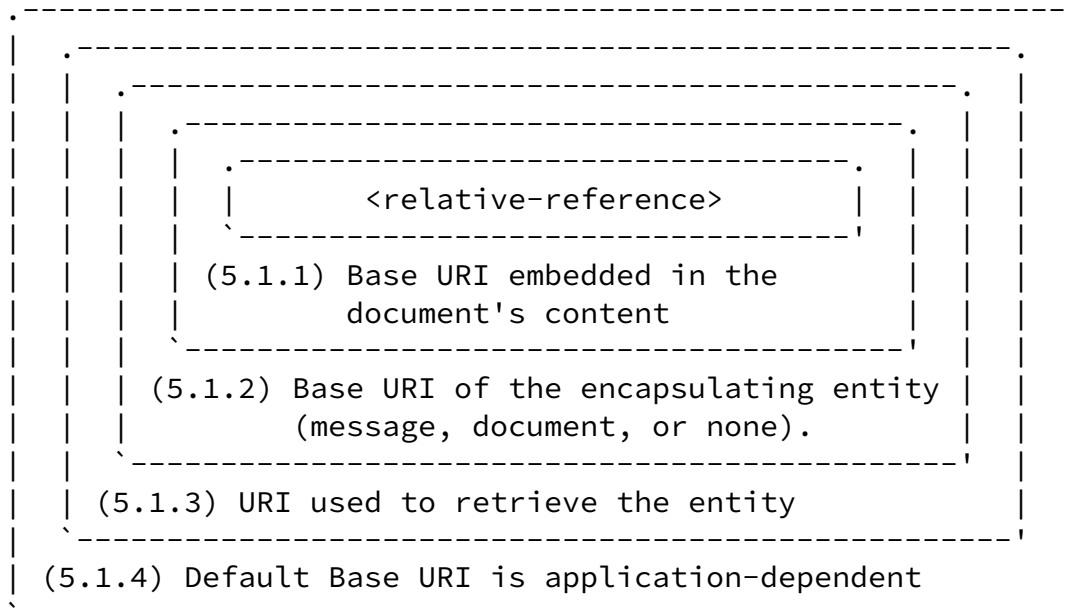 <relative-reference>
(5.1.1) Base URI embedded in the
document's content
(5.1.2) Base URI of the encapsulating entity
(message, document, or none).
(5.1.3) URI used to retrieve the entity
(5.1.4) Default Base URI is application-dependent